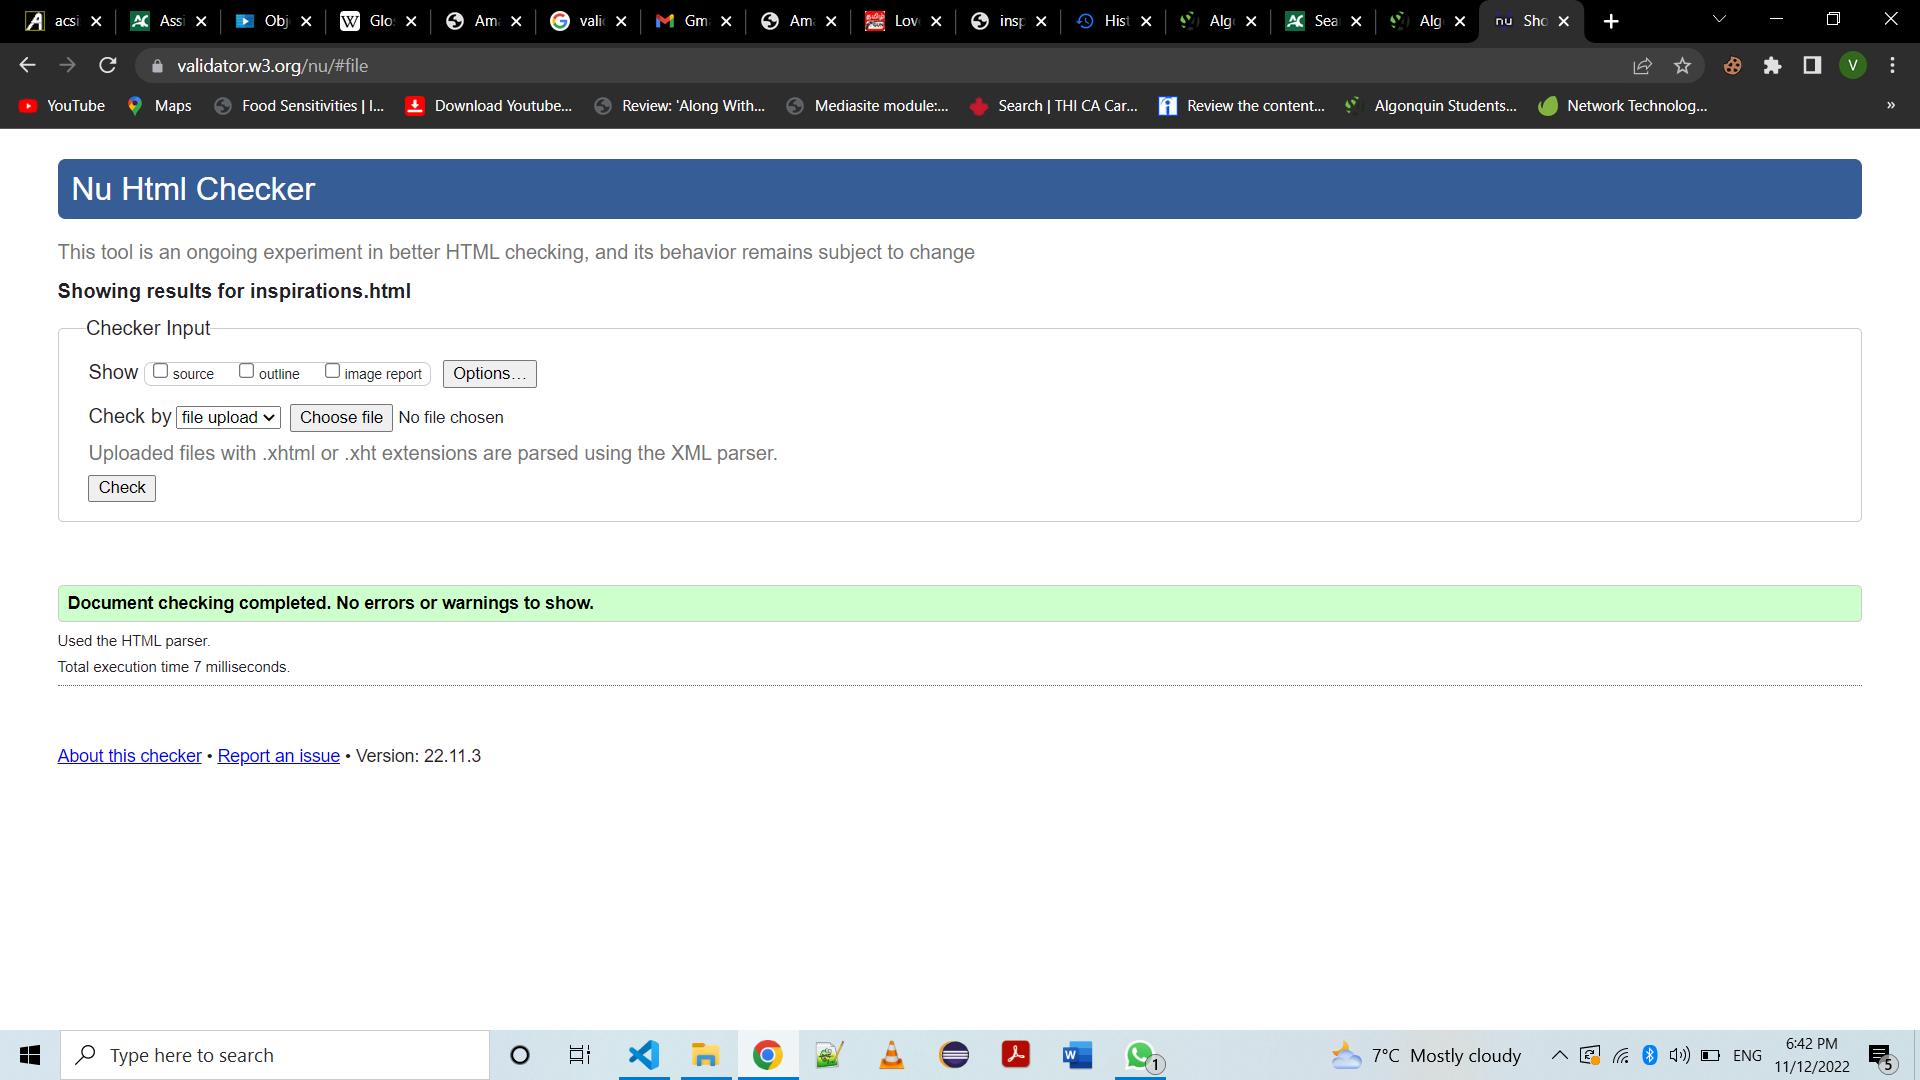 acsi Assi Obj Glo Am vali Gm Am Lov insp Hist Alg Sea Alg nu Sho
validator.w3.org/nu/#file V
YouTube Maps Food Sensitivities | I... Download Youtube... Review: 'Along With... Mediasite module:... Search | THI CA Car... Review the content... Algonquin Students... Network Technolog... »
Nu Html Checker
This tool is an ongoing experiment in better HTML checking, and its behavior remains subject to change
Showing results for inspirations.html
Checker Input
Show source outline image report Options...
Check by file upload Choose file No file chosen
Uploaded files with .xhtml or .xht extensions are parsed using the XML parser.
Check
Document checking completed. No errors or warnings to show.
Used the HTML parser.
Total execution time 7 milliseconds.
About this checker • Report an issue • Version: 22.11.3
Type here to search 1 7°C Mostly cloudy ENG 6:42 PM 5
11/12/2022